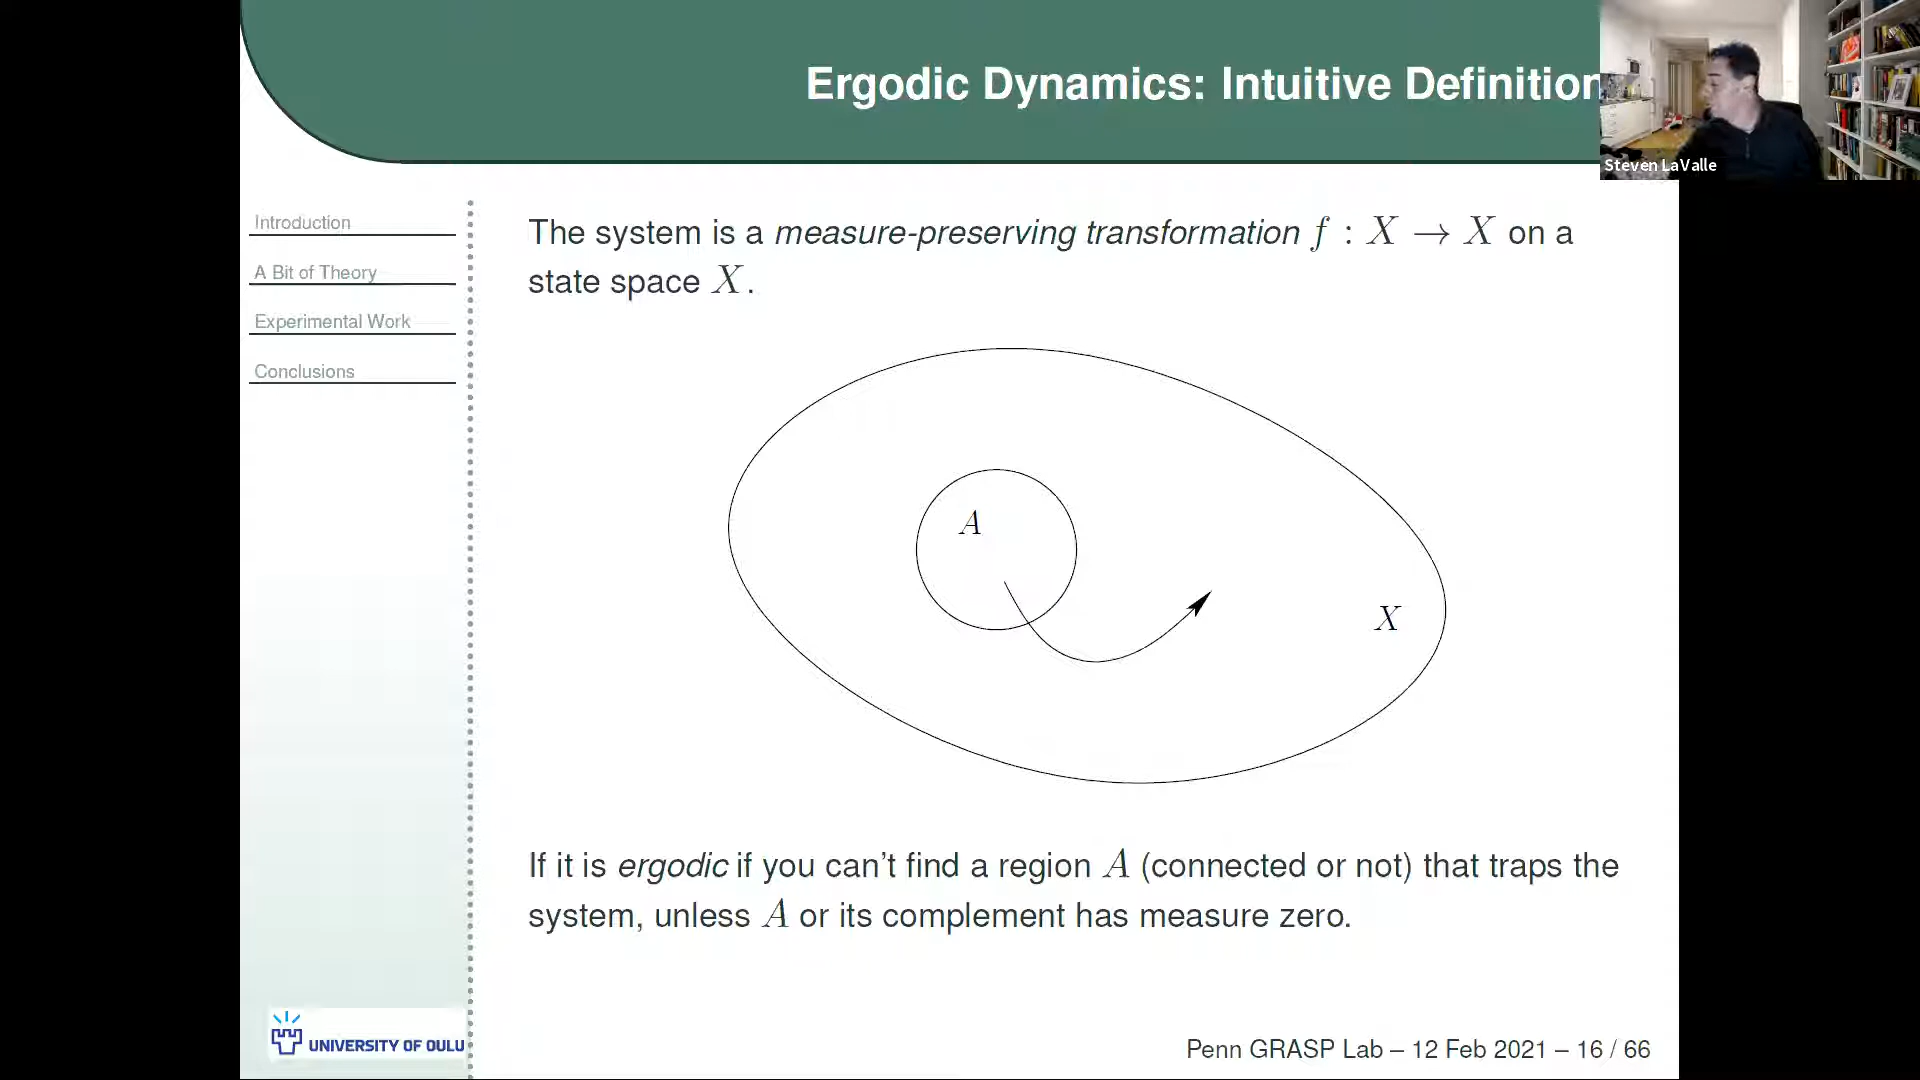 Ergodic Dynamics: Intuitive Definition
Steven LaValle
Introduction
A Bit of Theory
Experimental Work
Conclusions
The system is a measure-preserving transformation f : X → X on a
state space X.
A
X
If it is ergodic if you can’t find a region A (connected or not) that traps the
system, unless A or its complement has measure zero.
UNIVERSITY OF OULU
Penn GRASP Lab – 12 Feb 2021 – 16 / 66